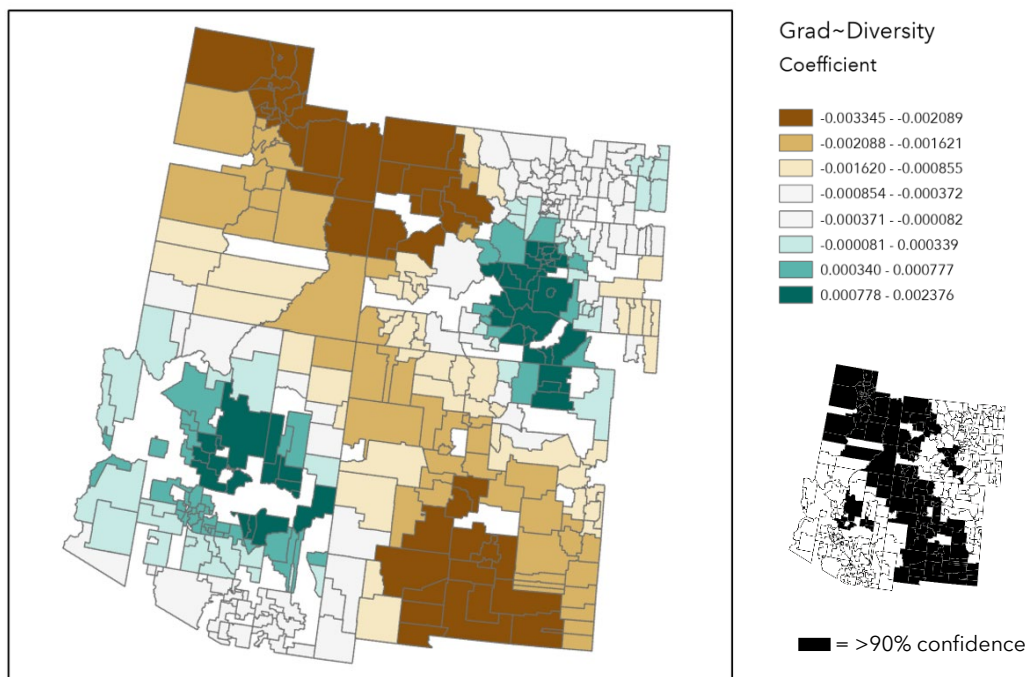 Grad~Diversity
Coefficient
-0.003345 - -0.002089
-0.002088 - -0.001621
-0.001620 - -0.000855
-0.000854 - -0.000372
-0.000371 - -0.000082
-0.000081 - 0.000339
0.000340 - 0.000777
0.000778 - 0.002376
= >90% confidence